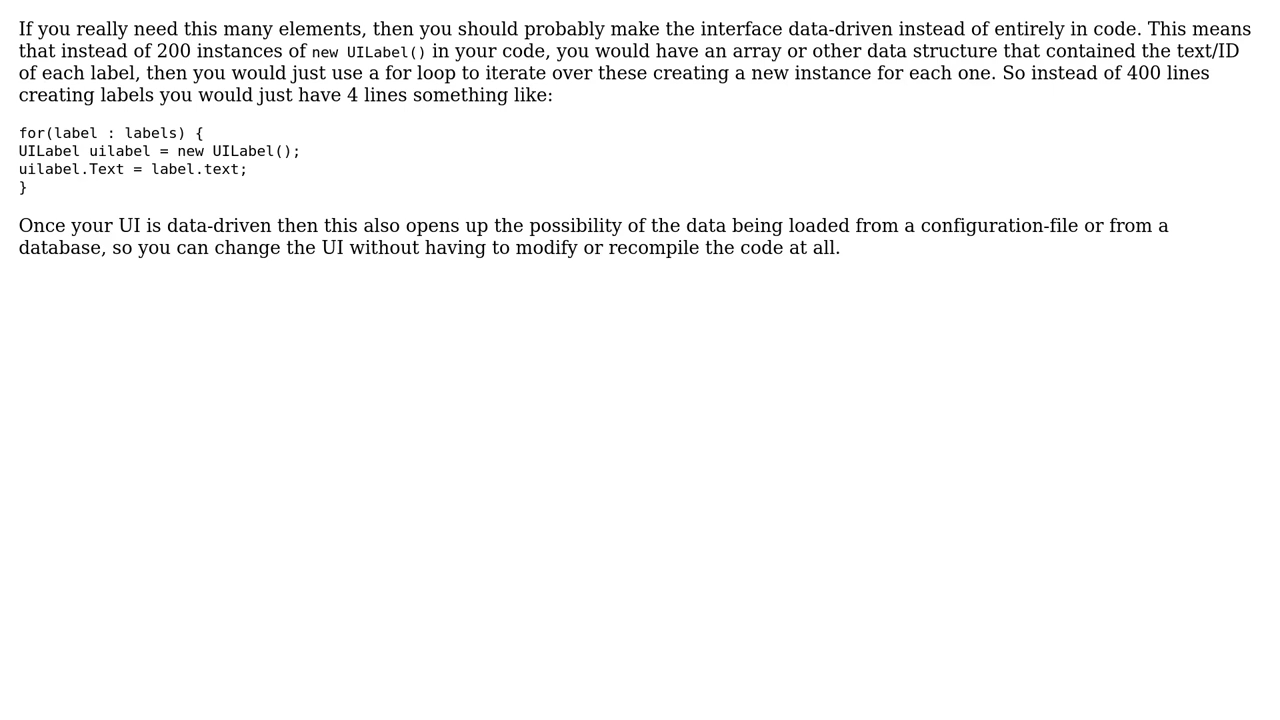 If you really need this many elements, then you should probably make the interface data-driven instead of entirely in code. This means
that instead of 200 instances of new UILabel() in your code, you would have an array or other data structure that contained the text/ID
of each label, then you would just use a for loop to iterate over these creating a new instance for each one. So instead of 400 lines
creating labels you would just have 4 lines something like:
for(label : labels) {
UILabel uilabel = new UILabel();
uilabel.Text = label.text;
}
Once your UI is data-driven then this also opens up the possibility of the data being loaded from a configuration-file or from a
database, so you can change the UI without having to modify or recompile the code at all.